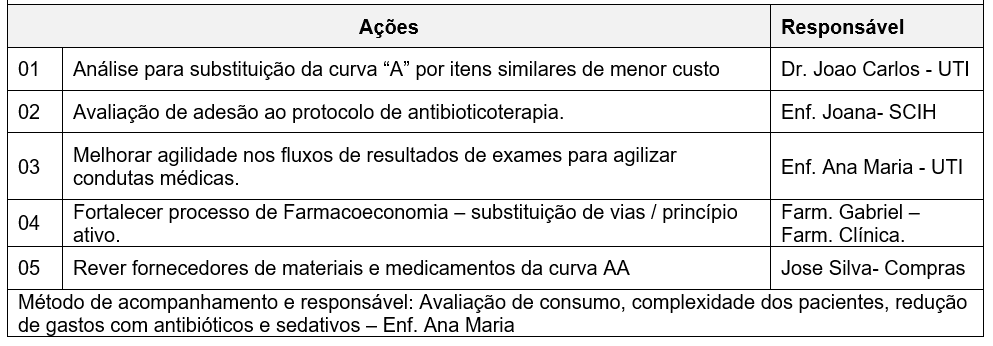 Ações Responsável
01 Análise para substituição da curva “A” por itens similares de menor custo Dr. Joao Carlos - UTI
02 Avaliação de adesão ao protocolo de antibioticoterapia. Enf. Joana- SCIH
03 Melhorar agilidade nos fluxos de resultados de exames para agilizar
condutas médicas. Enf. Ana Maria - UTI
04 Fortalecer processo de Farmacoeconomia – substituição de vias / princípio
ativo. Farm. Gabriel –
Farm. Clínica.
05 Rever fornecedores de materiais e medicamentos da curva AA Jose Silva- Compras
Método de acompanhamento e responsável: Avaliação de consumo, complexidade dos pacientes, redução
de gastos com antibióticos e sedativos – Enf. Ana Maria